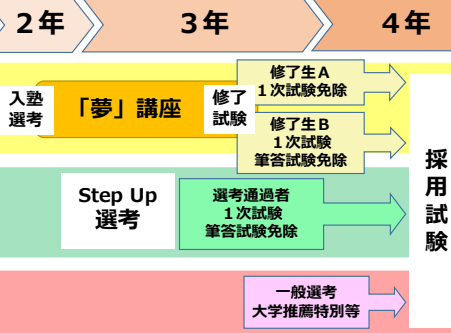 2年
3年
4年
入塾
選考
「夢」講座
修了
試験
修了生A
1次試験免除
修了生B
1次試験
筆答試験免除
Step Up
選考
選考通過者
1次試験
筆答試験免除
一般選考
大学推薦特別等
採
用
試
験